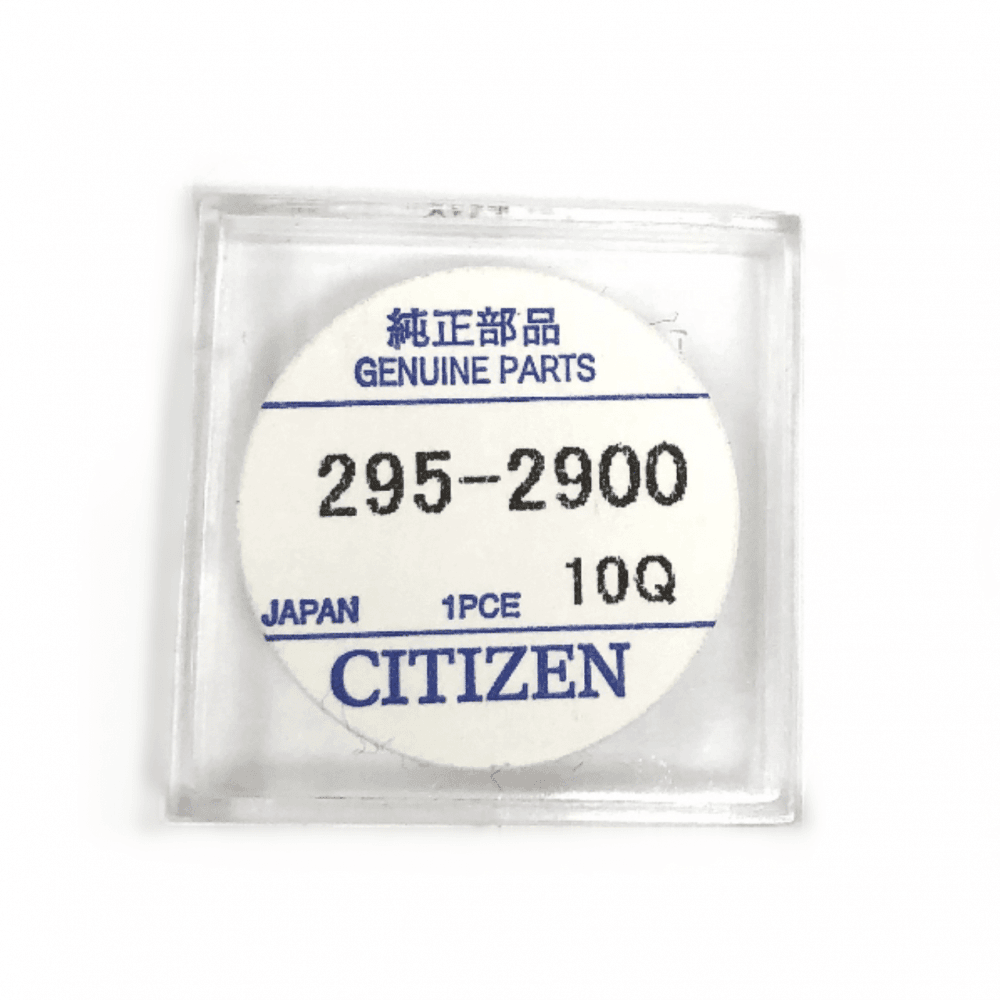 純正部品
GENUINE PARTS
295-2900
10Q
JAPAN 1PCE
CITIZEN